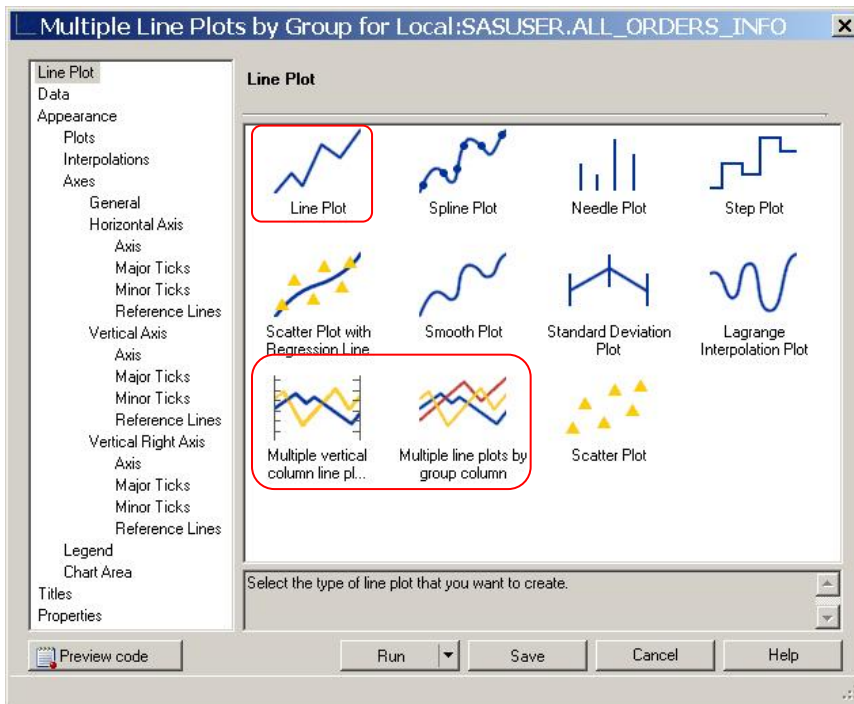 Multiple Line Plots by Group for Local:SASUSER.ALL_ORDERS_INFO
Line Plot
Data
Appearance
Plots
Interpolations
Axes
General
Horizontal Axis
Axis
Major Ticks
Minor Ticks
Reference Lines
Vertical Axis
Axis
Major Ticks
Minor Ticks
Reference Lines
Vertical Right Axis
Axis
Major Ticks
Minor Ticks
Reference Lines
Legend
Chart Area
Titles
Properties
Line Plot
Line Plot
Spline Plot
Needle Plot
Step Plot
Scatter Plot with
Regression Line
Smooth Plot
Standard Deviation
Plot
Lagrange
Interpolation Plot
Multiple vertical
column line pl...
Multiple line plots by
group column
Scatter Plot
Select the type of line plot that you want to create.
Preview code
Run
Save
Cancel
Help